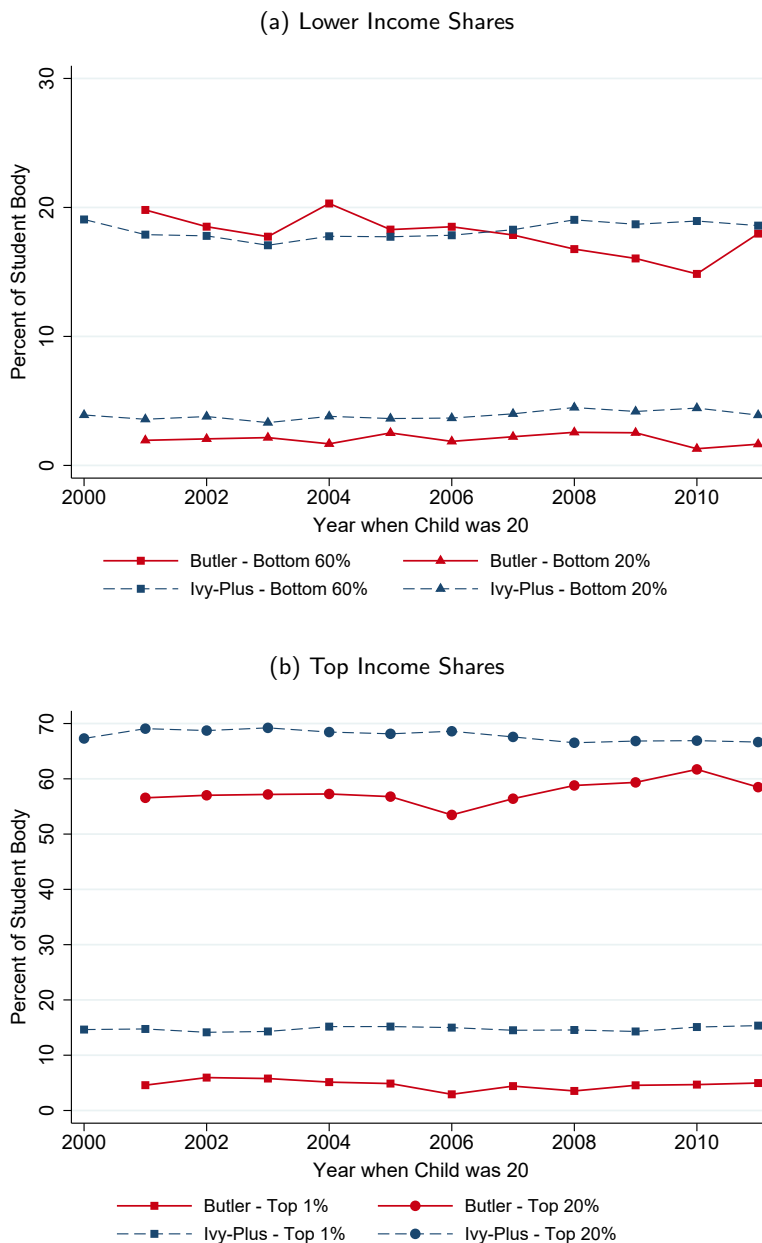 (a) Lower Income Shares
30
20
10
0
Percent of Student Body
2000 2002 2004 2006 2008 2010
Year when Child was 20
Butler - Bottom 60% Butler - Bottom 20%
Ivy-Plus - Bottom 60% Ivy-Plus - Bottom 20%
(b) Top Income Shares
70
60
50
40
30
20
10
0
Percent of Student Body
2000 2002 2004 2006 2008 2010
Year when Child was 20
Butler - Top 1% Butler - Top 20%
Ivy-Plus - Top 1% Ivy-Plus - Top 20%